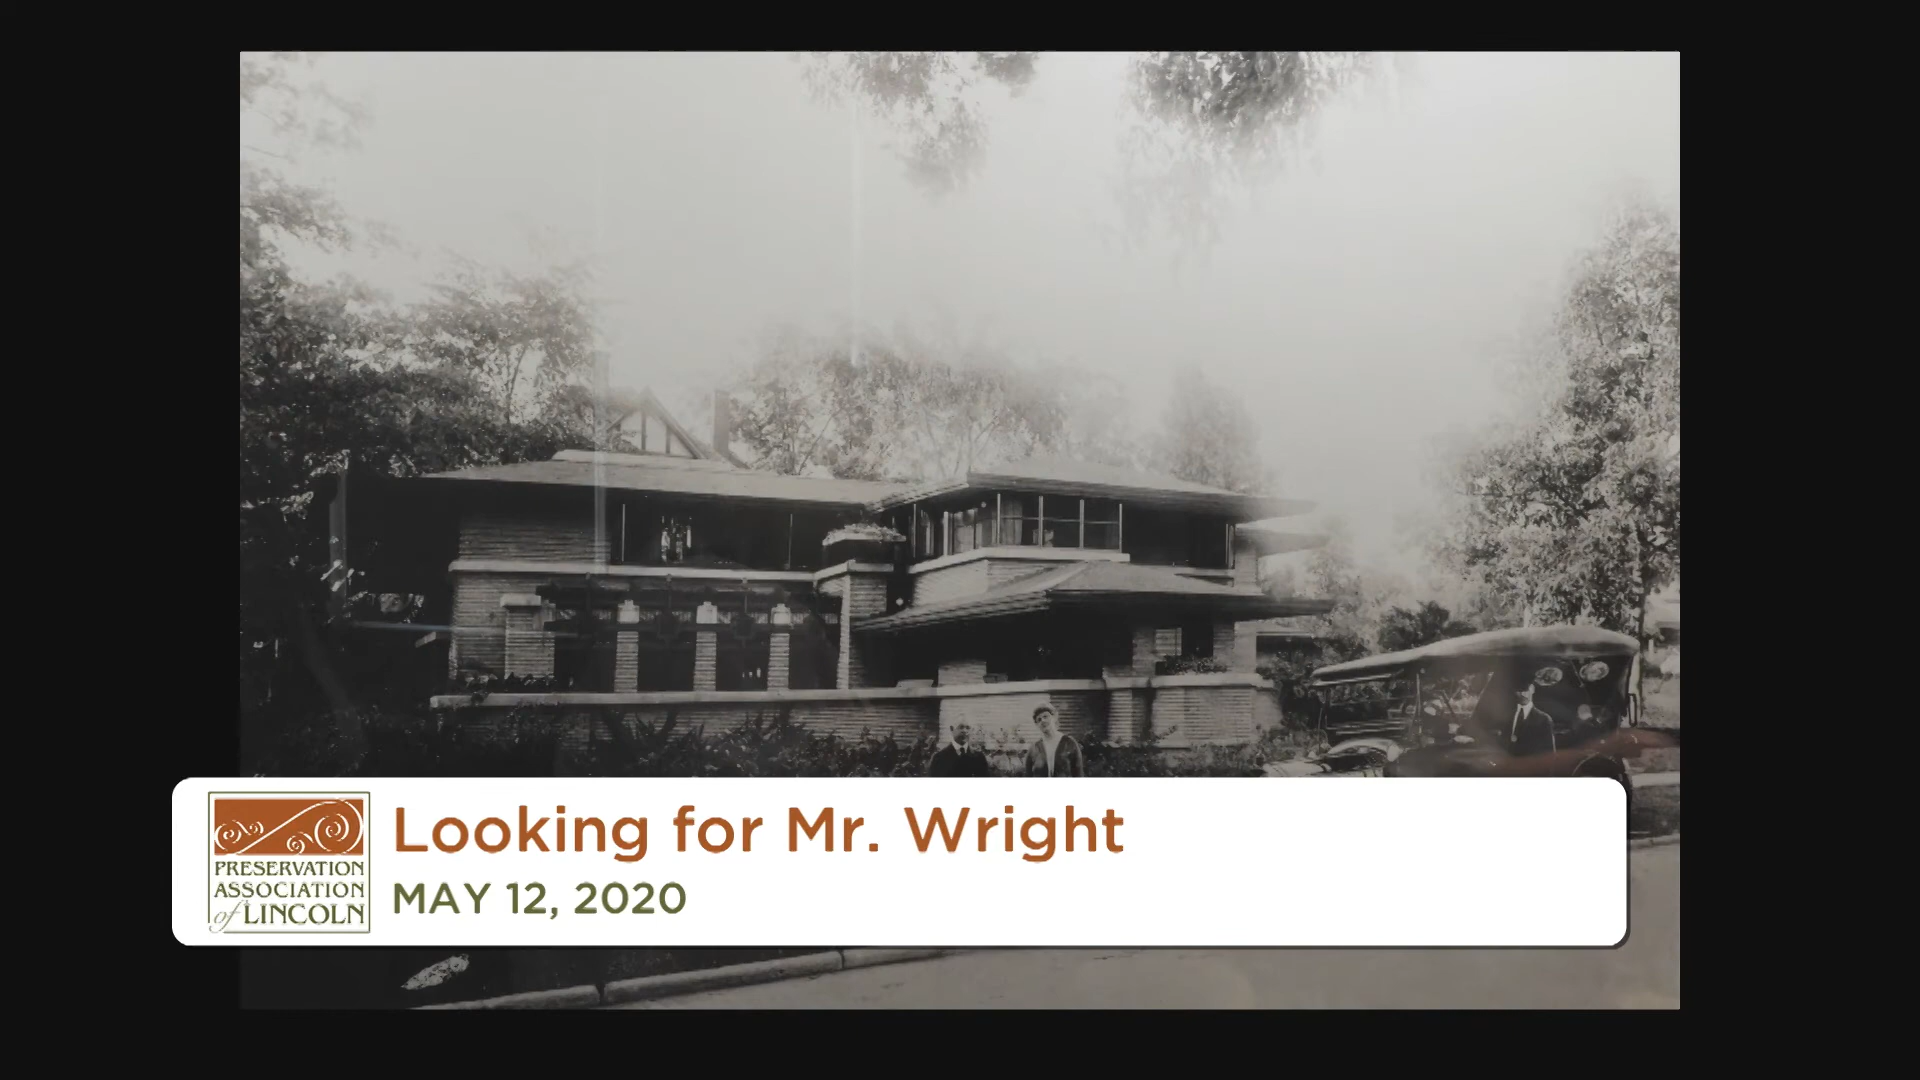 Looking for Mr. Wright
MAY 12, 2020
PRESERVATION
ASSOCIATION
of LINCOLN